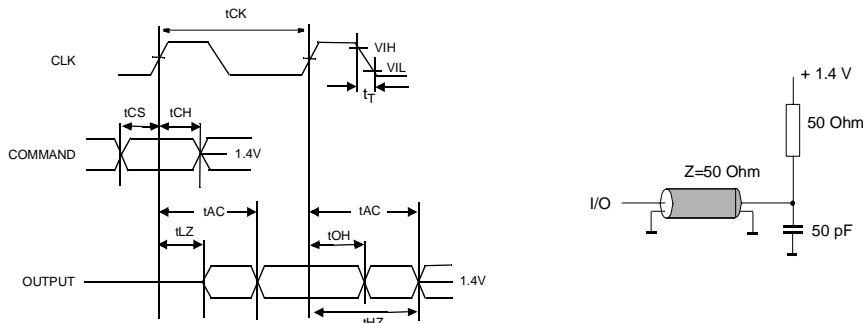 tCK
CLK
VIH
VIL
tT
tCS
tCH
COMMAND
1.4V
tAC
tAC
tLZ
tOH
OUTPUT
1.4V
tHZ
+ 1.4 V
50 Ohm
Z=50 Ohm
I/O
50 pF